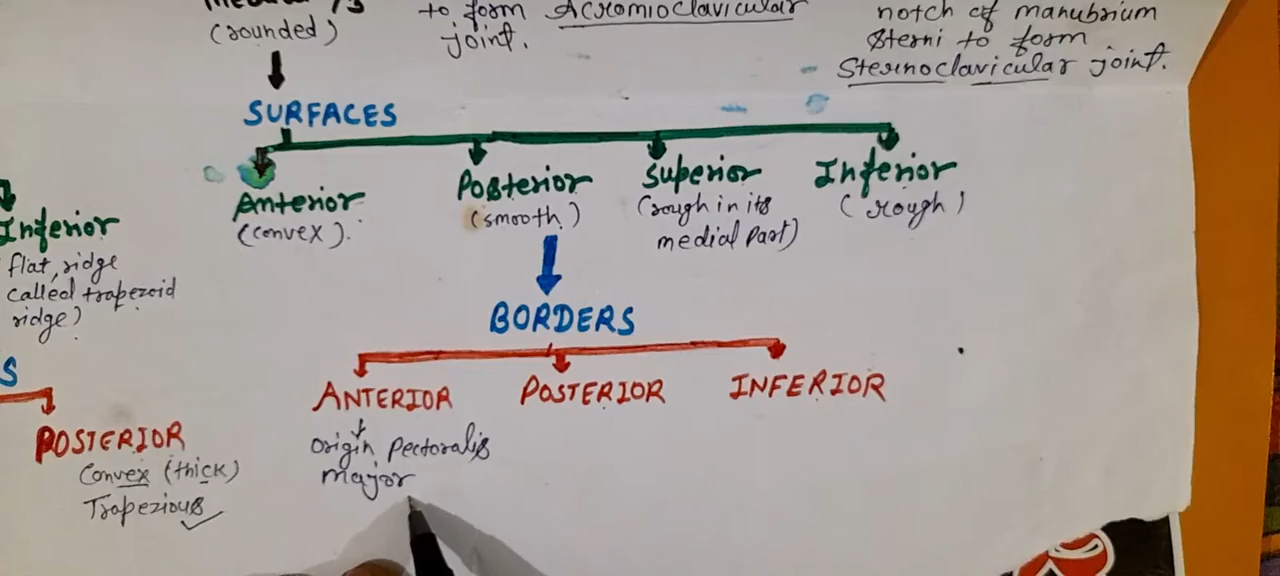 (rounded)
to form Acromioclavicular
joint.
notch of manubrium
sterni to form
Sternoclavicular joint.
SURFACES
Anterior
(convex).
Posterior
(smooth)
Superior
(rough in its
medial part)
Inferior
(rough)
Inferior
flat, ridge
called trapezoid
ridge)
BORDERS
S
POSTERIOR
Convex (thick)
Trapezious
ANTERIOR
Origin Pectoralis
major
POSTERIOR
INFERIOR